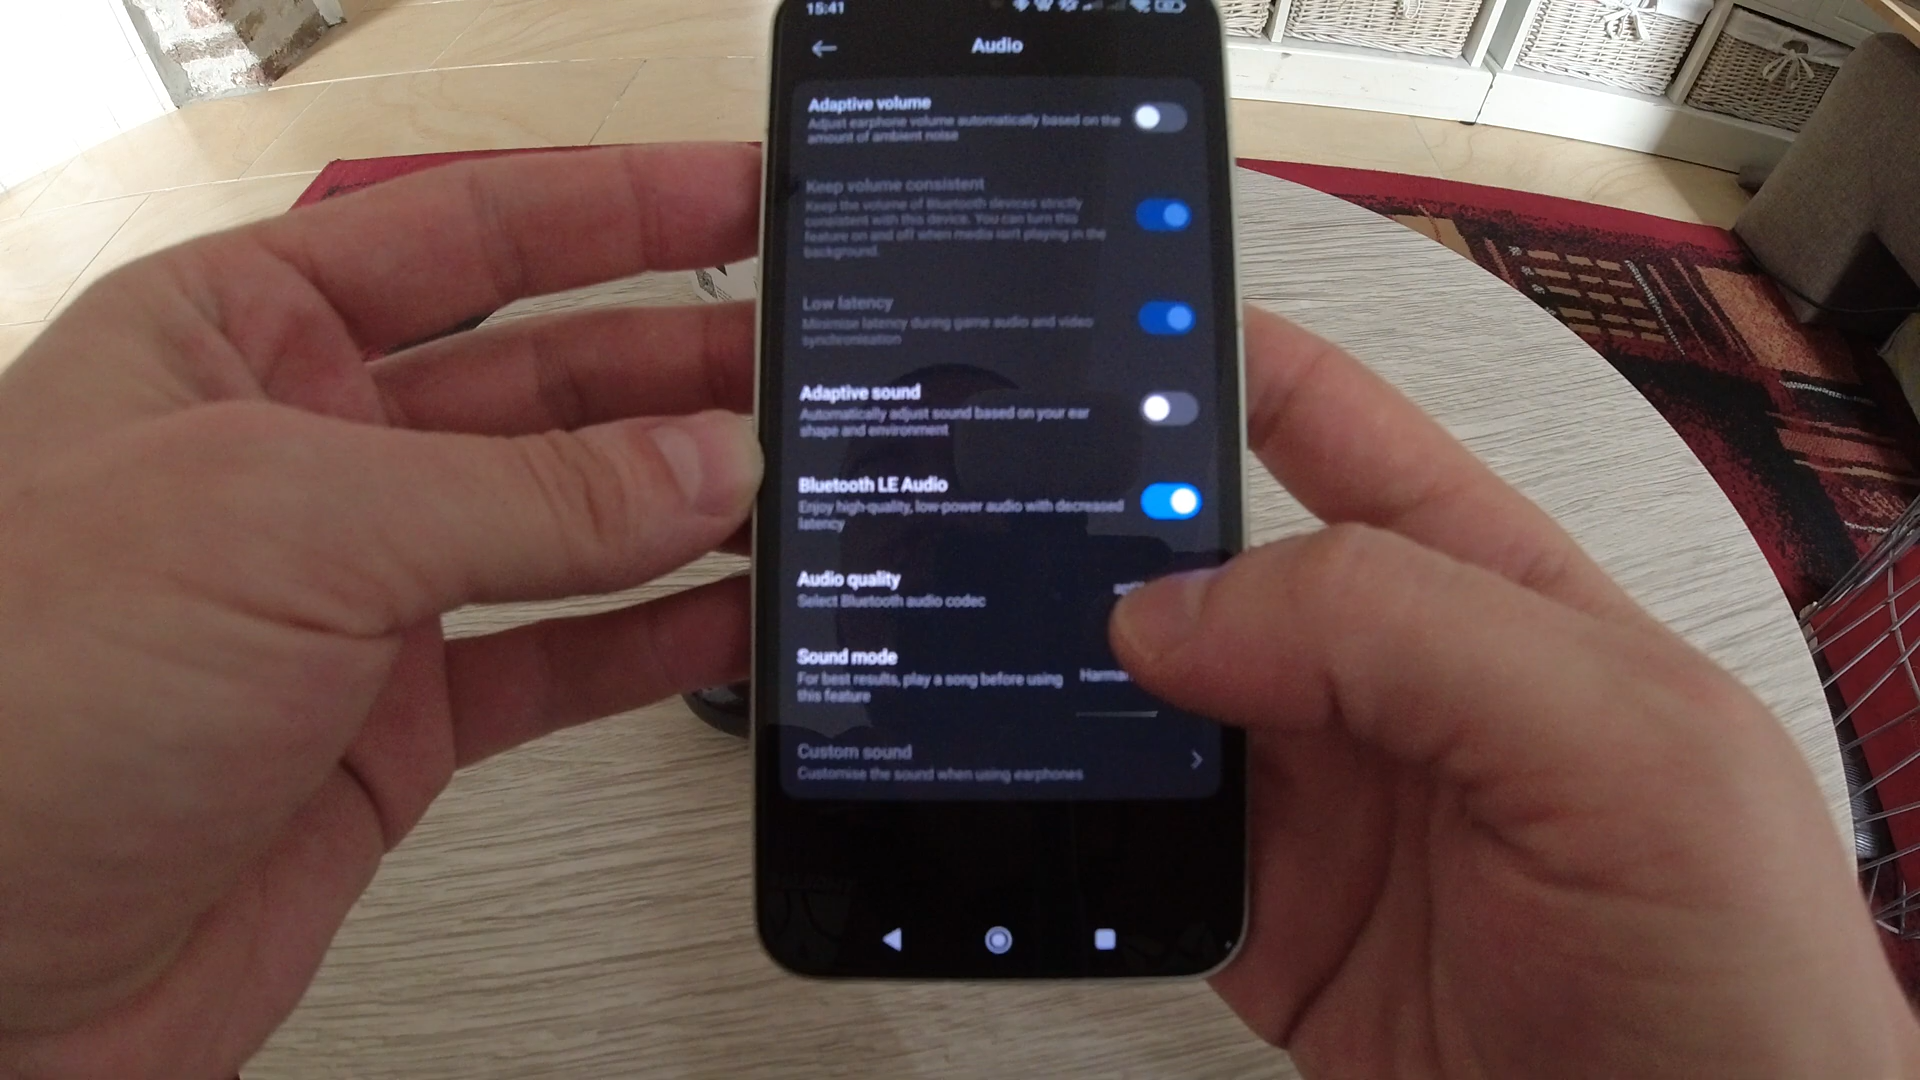 15:41
Audio
Adaptive volume
Adjust earphone volume automatically based on the
amount of ambient noise
Keep volume consistent
Keep the volume of Bluetooth devices strictly
consistent with this device. You can turn this
feature on and off when media isn't playing in the
background.
Low latency
Minimise latency during game audio and video
synchronisation
Adaptive sound
Automatically adjust sound based on your ear
shape and environment
Bluetooth LE Audio
Enjoy high-quality, low-power audio with decreased
latency
Audio quality
Select Bluetooth audio codec
Sound mode
For best results, play a song before using
this feature
Custom sound
Customise the sound when using earphones